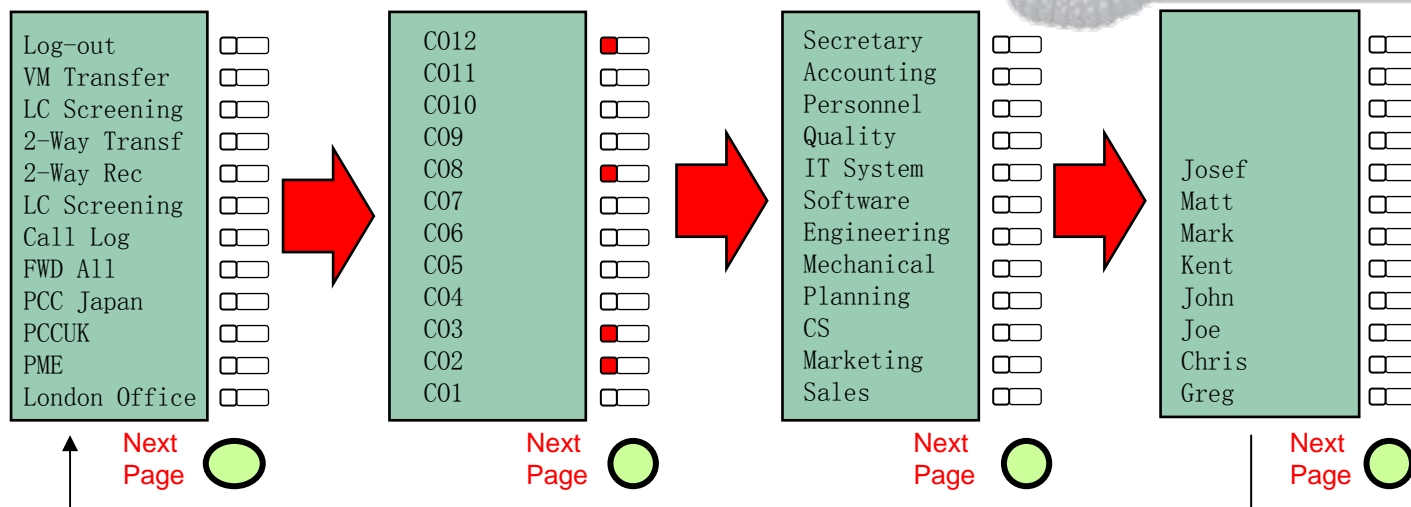 Log-out
VM Transfer
LC Screening
2-Way Transf
2-Way Rec
LC Screening
Call Log
FWD All
PCC Japan
PCCUK
PME
London Office
Next
Page
CO12
CO11
CO10
CO9
CO8
CO7
CO6
CO5
CO4
CO3
CO2
CO1
Next
Page
Secretary
Accounting
Personnel
Quality
IT System
Software
Engineering
Mechanical
Planning
CS
Marketing
Sales
Next
Page
Josef
Matt
Mark
Kent
John
Joe
Chris
Greg
Next
Page